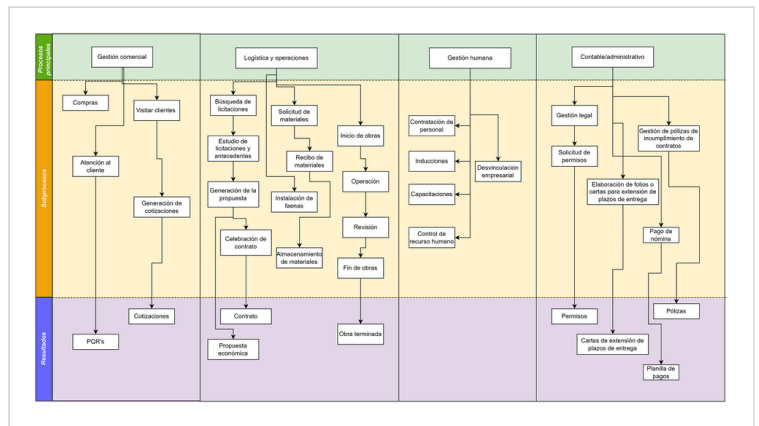 Procesos
principales
Gestión comercial
Logística y operaciones
Gestión humana
Contable/administrativo
Subprocesos
Compras
Visitar clientes
Atención al
cliente
Generación de
cotizaciones
Búsqueda de
licitaciones
Solicitud de
materiales
Inicio de obras
Estudio de
licitaciones y
antecedentes
Recibo de
materiales
Operación
Generación de la
propuesta
Instalación de
faenas
Revisión
Celebración de
contrato
Almacenamiento
de materiales
Fin de obras
Contratación de
personal
Inducciones
Desvinculación
empresarial
Capacitaciones
Control de
recurso humano
Gestión legal
Gestión de pólizas de
incumplimiento de
contratos
Solicitud de
permisos
Elaboración de folios o
cartas para extensión de
plazos de entrega
Pago de
nómina
Resultados
Cotizaciones
PQR's
Contrato
Propuesta
económica
Obra terminada
Permisos
Pólizas
Cartas de extensión de
plazos de entrega
Planilla de
pagos